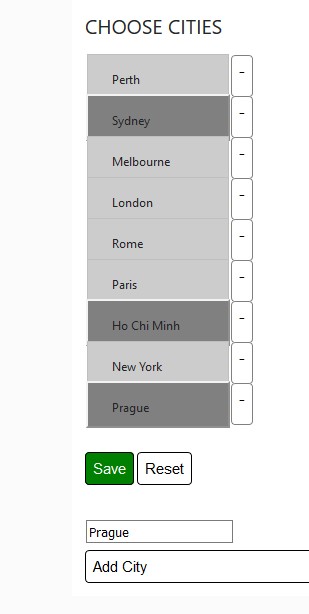 CHOOSE CITIES
Perth -
Sydney -
Melbourne -
London -
Rome -
Paris -
Ho Chi Minh -
New York -
Prague -
Save Reset
Prague
Add City